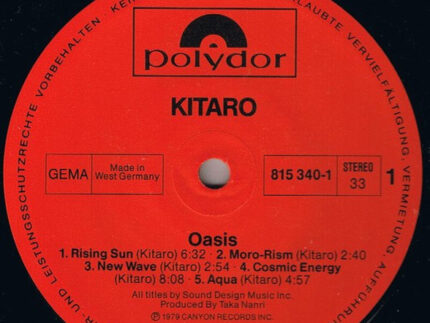 polydor
KITARO
GEMA
Made in
West Germany
815 340-1
STEREO
33
1
Oasis
1. Rising Sun (Kitaro) 6:32 · 2. Moro-Rism (Kitaro) 2:40
3. New Wave (Kitaro) 2:54 · 4. Cosmic Energy
(Kitaro) 8:08 · 5. Aqua (Kitaro) 4:57
All titles by Sound Design Music Inc.
Produced By Taka Nanri
Ⓟ 1979 CANYON RECORDS INC.
R- UND LEISTUNGSSCHUTZRECHTE VORBEHALTEN
LAUBTE VERVIELFÄLTIGUNG, VERMIETUNG, AUFFÜHRU